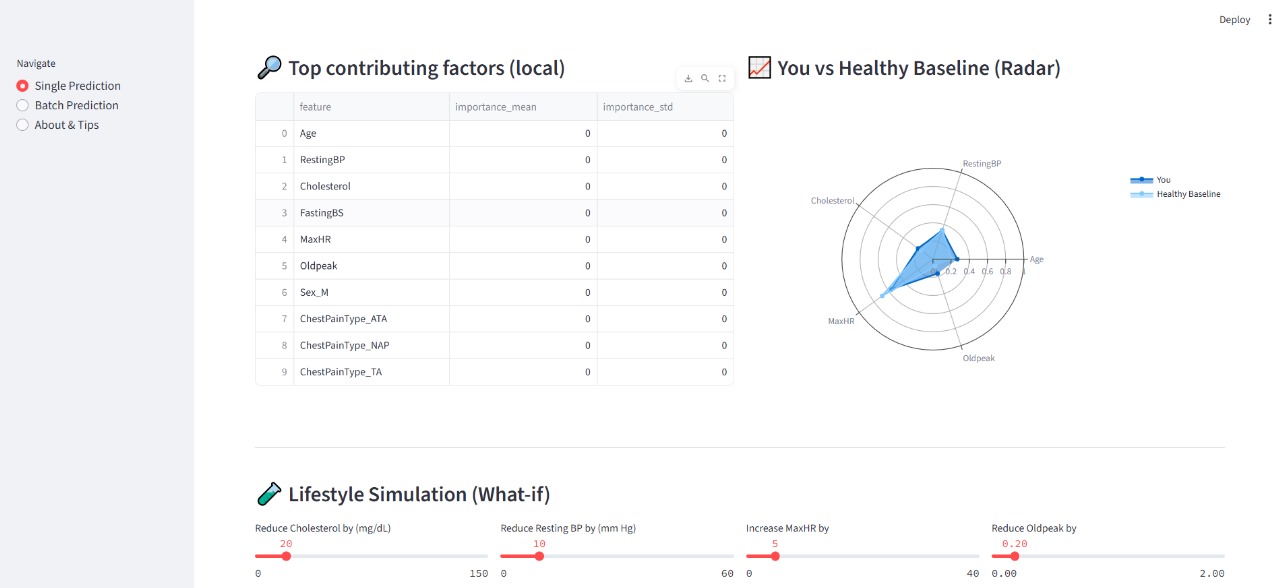 Deploy
Navigate
Single Prediction
Batch Prediction
About & Tips
Top contributing factors (local)
feature importance_mean importance_std
0 Age 0 0
1 RestingBP 0 0
2 Cholesterol 0 0
3 FastingBS 0 0
4 MaxHR 0 0
5 Oldpeak 0 0
6 Sex_M 0 0
7 ChestPainType_ATA 0 0
8 ChestPainType_NAP 0 0
9 ChestPainType_TA 0 0
You vs Healthy Baseline (Radar)
RestingBP
Cholesterol
Age
0 0.2 0.4 0.6 0.8 1
MaxHR
Oldpeak
You
Healthy Baseline
Lifestyle Simulation (What-if)
Reduce Cholesterol by (mg/dL) Reduce Resting BP by (mm Hg) Increase MaxHR by Reduce Oldpeak by
20 10 5 0.20
0 150 0 60 0 40 0.00 2.00